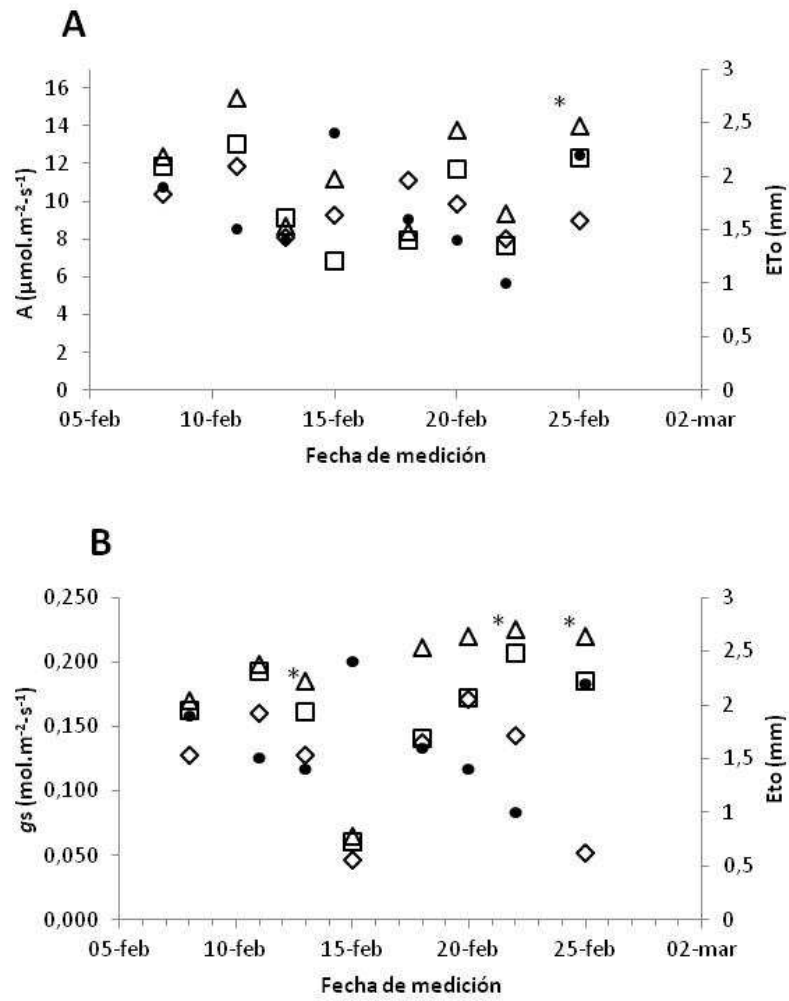 A
A (µmol.m⁻²-s⁻¹)
16
14
12
10
8
6
4
2
0
*
3
2,5
2
1,5
1
0,5
0
ETo (mm)
05-feb 10-feb 15-feb 20-feb 25-feb 02-mar
Fecha de medición
B
gs (mol.m⁻²-s⁻¹)
0,250
0,200
0,150
0,100
0,050
0,000
* * *
3
2,5
2
1,5
1
0,5
0
Eto (mm)
05-feb 10-feb 15-feb 20-feb 25-feb 02-mar
Fecha de medición